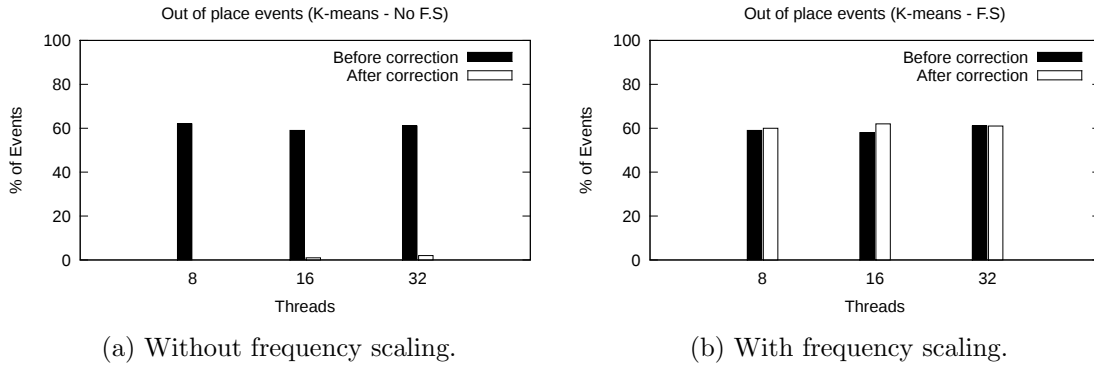 Out of place events (K-means - No F.S)
100
80
60
40
20
0
% of Events
Before correction
After correction
8 16 32
Threads
(a) Without frequency scaling.
Out of place events (K-means - F.S)
100
80
60
40
20
0
% of Events
Before correction
After correction
8 16 32
Threads
(b) With frequency scaling.